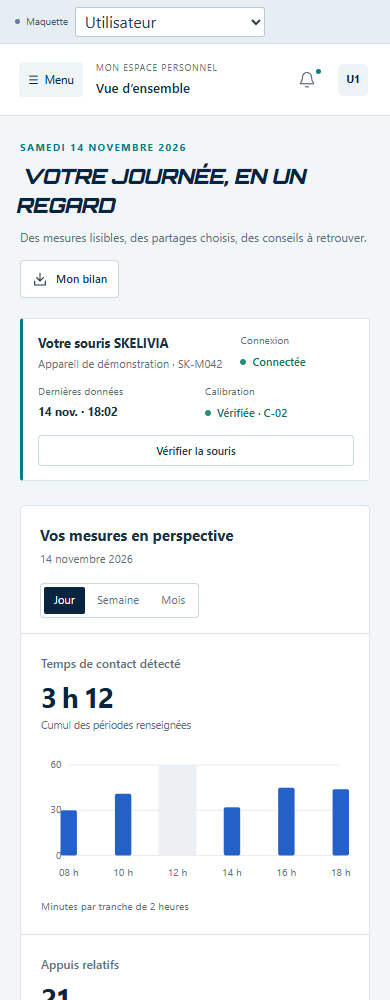 Maquette
Utilisateur
Menu
MON ESPACE PERSONNEL
Vue d'ensemble
U1
SAMEDI 14 NOVEMBRE 2026
VOTRE JOURNÉE, EN UN
REGARD
Des mesures lisibles, des partages choisis, des conseils à retrouver.
Mon bilan
Votre souris SKELIVIA
Appareil de démonstration · SK-M042
Connexion
Connectée
Dernières données
14 nov. · 18:02
Calibration
Vérifiée · C-02
Vérifier la souris
Vos mesures en perspective
14 novembre 2026
Jour
Semaine
Mois
Temps de contact détecté
3 h 12
Cumul des périodes renseignées
60
30
0
08 h
10 h
12 h
14 h
16 h
18 h
Minutes par tranche de 2 heures
Appuis relatifs
21